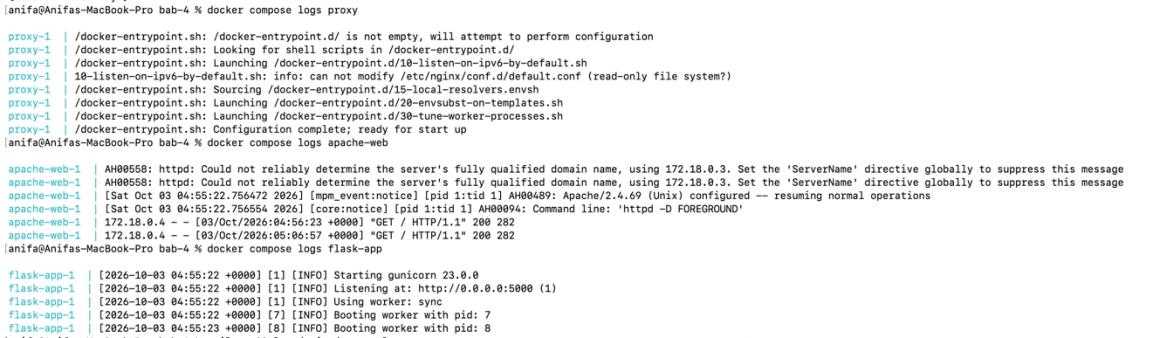 [anifa@Anifas-MacBook-Pro bab-4 % docker compose logs proxy
proxy-1 | /docker-entrypoint.sh: /docker-entrypoint.d/ is not empty, will attempt to perform configuration
proxy-1 | /docker-entrypoint.sh: Looking for shell scripts in /docker-entrypoint.d/
proxy-1 | /docker-entrypoint.sh: Launching /docker-entrypoint.d/10-listen-on-ipv6-by-default.sh
proxy-1 | 10-listen-on-ipv6-by-default.sh: info: can not modify /etc/nginx/conf.d/default.conf (read-only file system?)
proxy-1 | /docker-entrypoint.sh: Sourcing /docker-entrypoint.d/15-local-resolvers.envsh
proxy-1 | /docker-entrypoint.sh: Launching /docker-entrypoint.d/20-envsubst-on-templates.sh
proxy-1 | /docker-entrypoint.sh: Launching /docker-entrypoint.d/30-tune-worker-processes.sh
proxy-1 | /docker-entrypoint.sh: Configuration complete; ready for start up
[anifa@Anifas-MacBook-Pro bab-4 % docker compose logs apache-web
apache-web-1 | AH00558: httpd: Could not reliably determine the server's fully qualified domain name, using 172.18.0.3. Set the 'ServerName' directive globally to suppress this message
apache-web-1 | AH00558: httpd: Could not reliably determine the server's fully qualified domain name, using 172.18.0.3. Set the 'ServerName' directive globally to suppress this message
apache-web-1 | [Sat Oct 03 04:55:22.756472 2026] [mpm_event:notice] [pid 1:tid 1] AH00489: Apache/2.4.69 (Unix) configured -- resuming normal operations
apache-web-1 | [Sat Oct 03 04:55:22.756554 2026] [core:notice] [pid 1:tid 1] AH00094: Command line: 'httpd -D FOREGROUND'
apache-web-1 | 172.18.0.4 - - [03/Oct/2026:04:56:23 +0000] "GET / HTTP/1.1" 200 282
apache-web-1 | 172.18.0.4 - - [03/Oct/2026:05:06:57 +0000] "GET / HTTP/1.1" 200 282
[anifa@Anifas-MacBook-Pro bab-4 % docker compose logs flask-app
flask-app-1 | [2026-10-03 04:55:22 +0000] [1] [INFO] Starting gunicorn 23.0.0
flask-app-1 | [2026-10-03 04:55:22 +0000] [1] [INFO] Listening at: http://0.0.0.0:5000 (1)
flask-app-1 | [2026-10-03 04:55:22 +0000] [1] [INFO] Using worker: sync
flask-app-1 | [2026-10-03 04:55:22 +0000] [7] [INFO] Booting worker with pid: 7
flask-app-1 | [2026-10-03 04:55:23 +0000] [8] [INFO] Booting worker with pid: 8